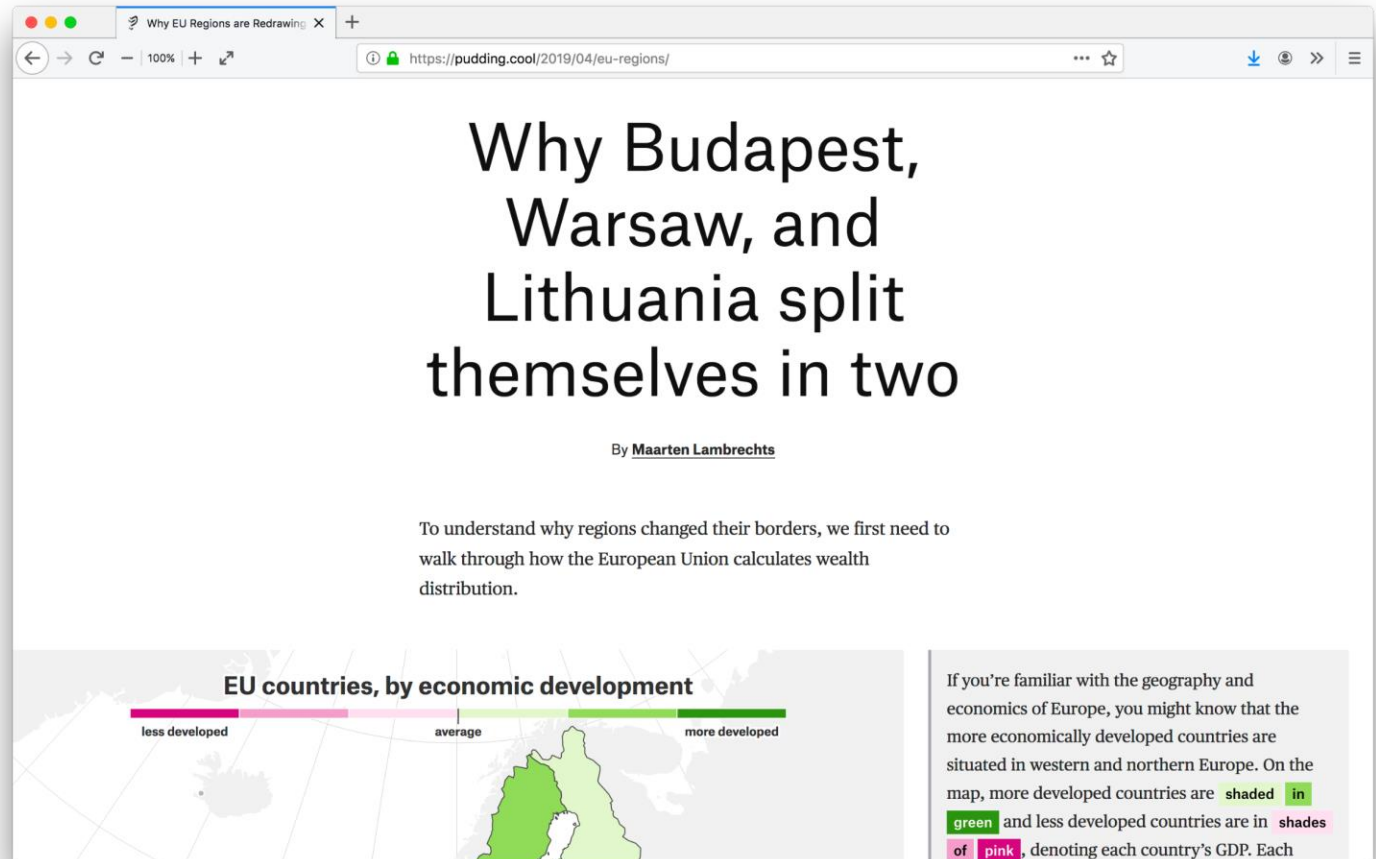 Why EU Regions are Redrawing
100%
https://pudding.cool/2019/04/eu-regions/
Why Budapest,
Warsaw, and
Lithuania split
themselves in two
By Maarten Lambrechts
To understand why regions changed their borders, we first need to
walk through how the European Union calculates wealth
distribution.
EU countries, by economic development
less developed
average
more developed
If you're familiar with the geography and
economics of Europe, you might know that the
more economically developed countries are
situated in western and northern Europe. On the
map, more developed countries are shaded in
green and less developed countries are in shades
of pink, denoting each country's GDP. Each